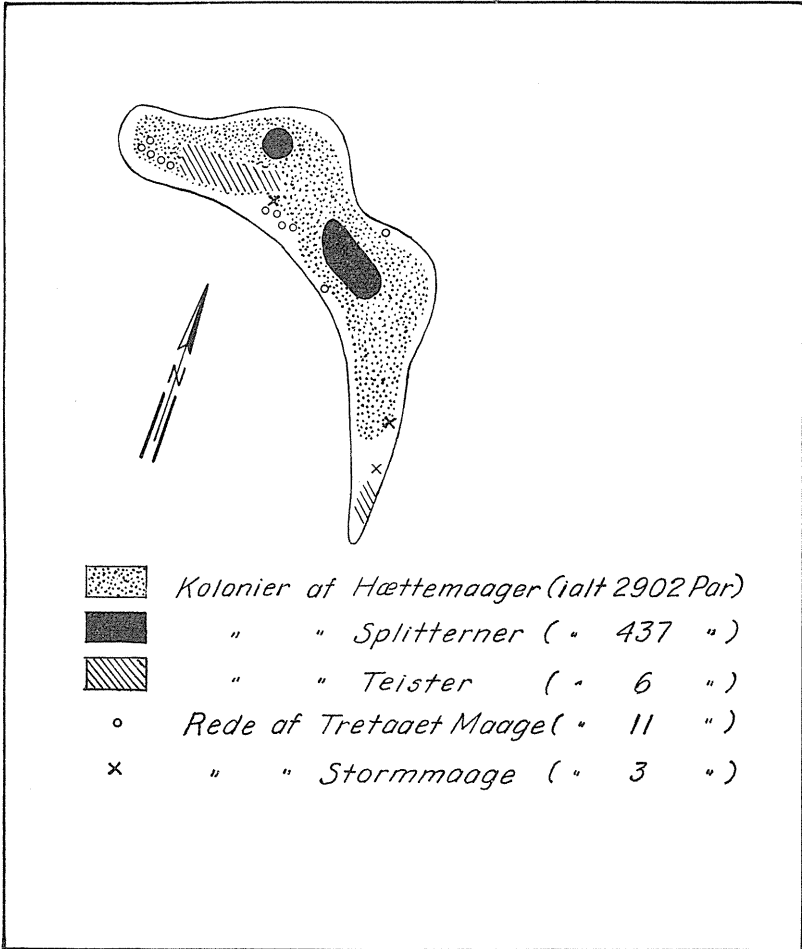 N
Kolonier af Hættemaager (ialt 2902 Par)
" " Splitterner ( " 437 " )
" " Teister ( " 6 " )
Rede af Tretaaet Maage ( " 11 " )
" " Stormmaage ( " 3 " )